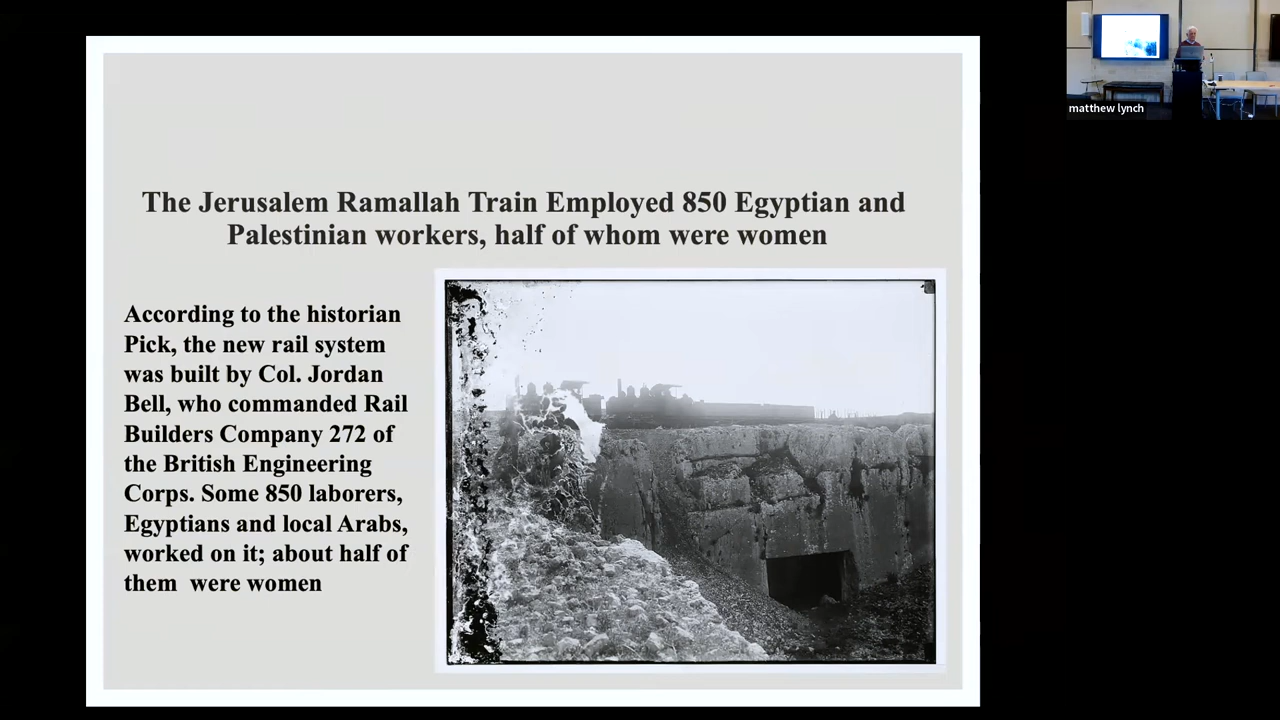 The Jerusalem Ramallah Train Employed 850 Egyptian and
Palestinian workers, half of whom were women
According to the historian
Pick, the new rail system
was built by Col. Jordan
Bell, who commanded Rail
Builders Company 272 of
the British Engineering
Corps. Some 850 laborers,
Egyptians and local Arabs,
worked on it; about half of
them  were women
matthew lynch